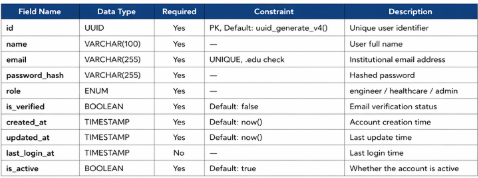 Field Name Data Type Required Constraint Description
id UUID Yes PK, Default: uuid_generate_v4() Unique user identifier
name VARCHAR(100) Yes — User full name
email VARCHAR(255) Yes UNIQUE, .edu check Institutional email address
password_hash VARCHAR(255) Yes — Hashed password
role ENUM Yes — engineer / healthcare / admin
is_verified BOOLEAN Yes Default: false Email verification status
created_at TIMESTAMP Yes Default: now() Account creation time
updated_at TIMESTAMP Yes Default: now() Last update time
last_login_at TIMESTAMP No — Last login time
is_active BOOLEAN Yes Default: true Whether the account is active